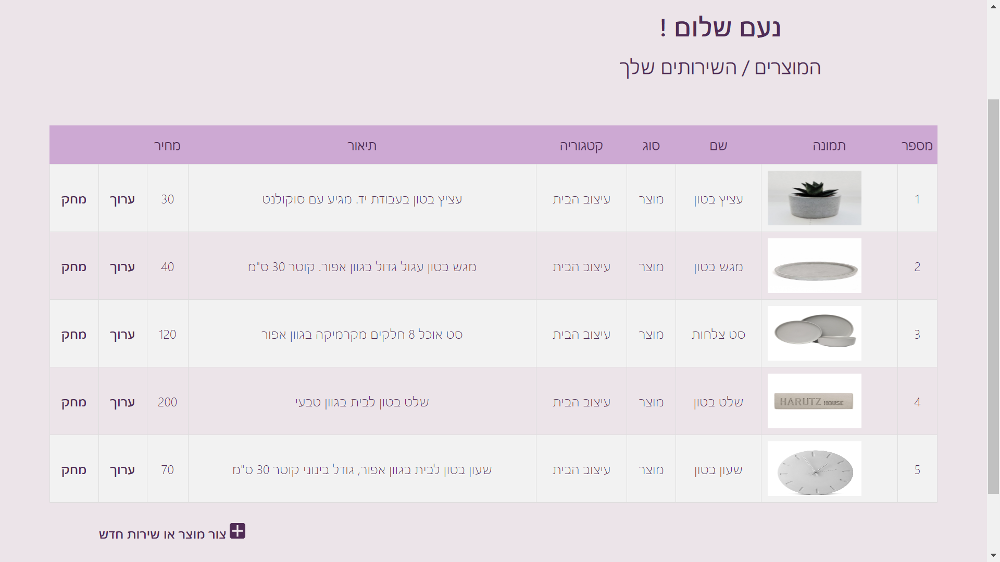 נעם שלום !
המוצרים / השירותים שלך
מספר תמונה שם סוג קטגוריה תיאור מחיר
1 עציץ בטון מוצר עיצוב הבית עציץ בטון בעבודת יד. מגיע עם סוקולנט 30 ערוך מחק
2 מגש בטון מוצר עיצוב הבית מגש בטון עגול גדול בגוון אפור. קוטר 30 ס"מ 40 ערוך מחק
3 סט צלחות מוצר עיצוב הבית סט אוכל 8 חלקים מקרמיקה בגוון אפור 120 ערוך מחק
4 HARUTZ HOUSE שלט בטון מוצר עיצוב הבית שלט בטון לבית בגוון טבעי 200 ערוך מחק
5 שעון בטון מוצר עיצוב הבית שעון בטון לבית בגוון אפור, גודל בינוני קוטר 30 ס"מ 70 ערוך מחק
צור מוצר או שירות חדש